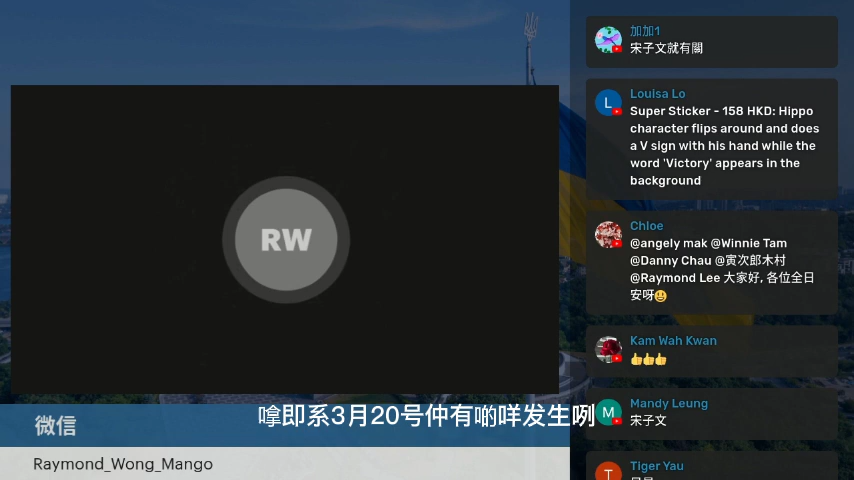 RW
嗱即系3月20号仲有啲咩发生咧
微信
Raymond_Wong_Mango
加加1
宋子文就有關
L
Louisa Lo
Super Sticker - 158 HKD: Hippo
character flips around and does
a V sign with his hand while the
word 'Victory' appears in the
background
Chloe
@angely mak @Winnie Tam
@Danny Chau @寅次郎木村
@Raymond Lee 大家好, 各位全日
安呀😃
Kam Wah Kwan
👍👍👍
M
Mandy Leung
宋子文
T
Tiger Yau